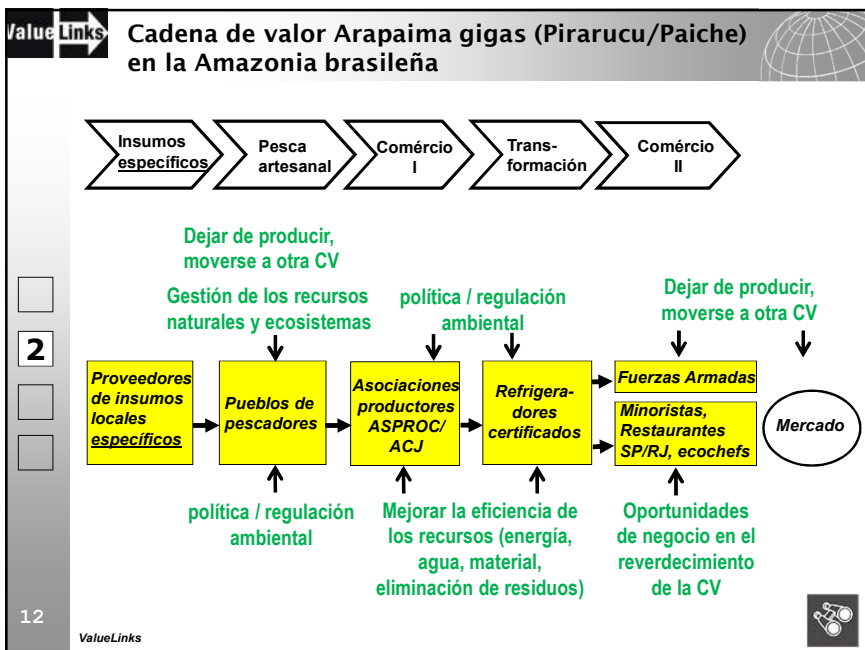 Value Links
Cadena de valor Arapaima gigas (Pirarucu/Paiche)
en la Amazonia brasileña
Insumos
específicos
Pesca
artesanal
Comércio
I
Trans-
formación
Comércio
II
Dejar de producir,
moverse a otra CV
Gestión de los recursos
naturales y ecosistemas
política / regulación
ambiental
Dejar de producir,
moverse a otra CV
2
Proveedores
de insumos
locales
específicos
Pueblos de
pescadores
Asociaciones
productores
ASPROC/
ACJ
Refrigera-
dores
certificados
Fuerzas Armadas
Minoristas,
Restaurantes
SP/RJ, ecochefs
Mercado
política / regulación
ambiental
Mejorar la eficiencia de
los recursos (energía,
agua, material,
eliminación de residuos)
Oportunidades
de negocio en el
reverdecimiento
de la CV
12
ValueLinks